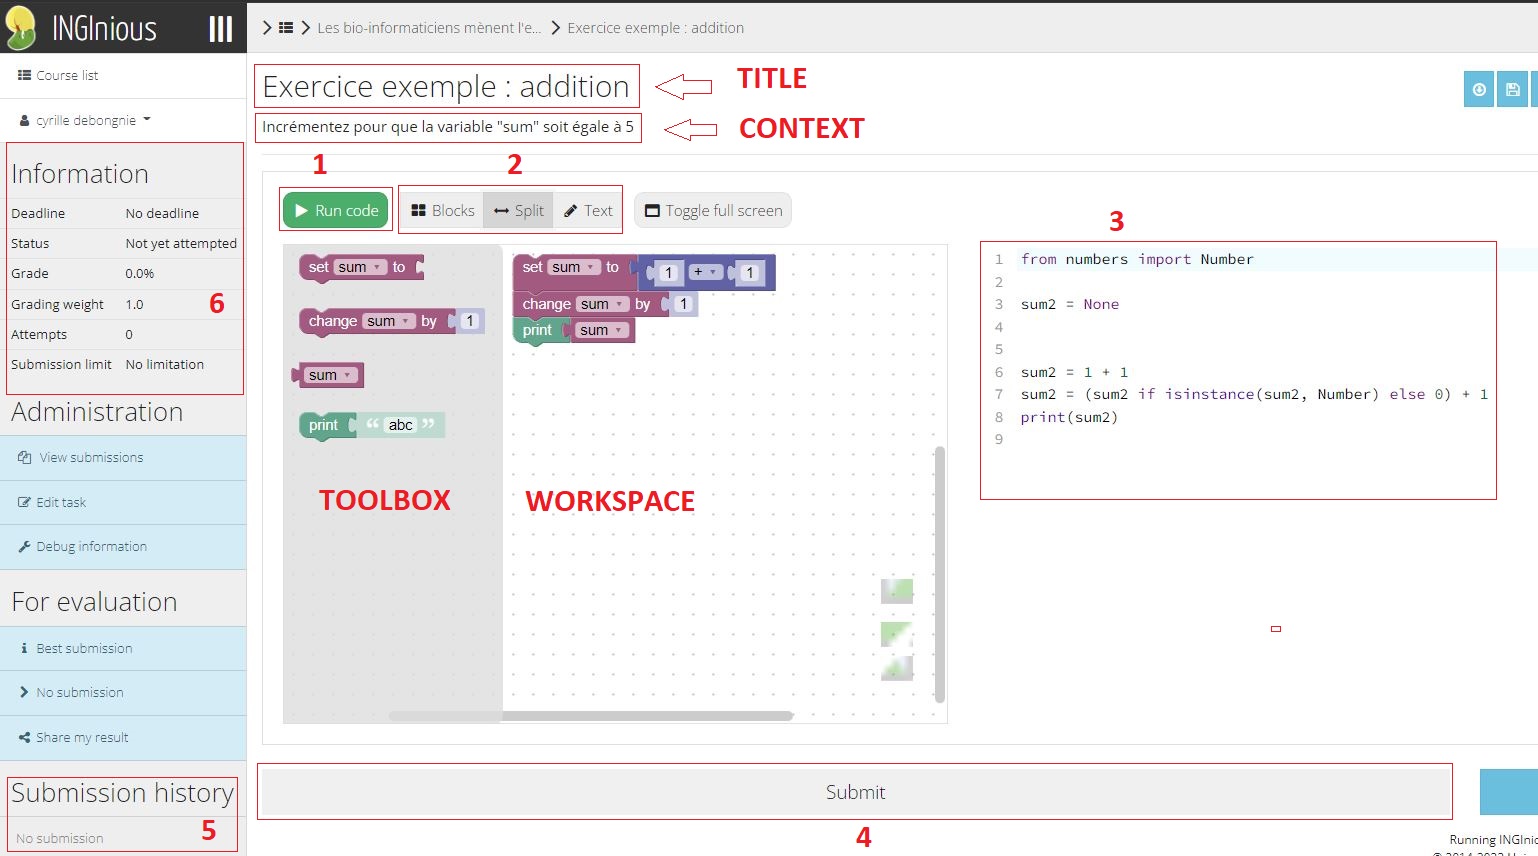 INGInious
Les bio-informaticiens mènent l'e... Exercice exemple : addition
Course list
cyrille debongnie
Exercice exemple : addition
TITLE
Incrémentez pour que la variable "sum" soit égale à 5
CONTEXT
Information
Deadline No deadline
Status Not yet attempted
Grade 0.0%
Grading weight 1.0
Attempts 0
Submission limit No limitation
6
Administration
View submissions
Edit task
Debug information
For evaluation
Best submission
No submission
Share my result
Submission history
No submission
5
1
2
Run code
Blocks Split Text
Toggle full screen
set sum to
change sum by 1
sum
print “ abc ”
TOOLBOX
set sum to 1 + 1
change sum by 1
print sum
WORKSPACE
3
1 from numbers import Number
2
3 sum2 = None
4
5
6 sum2 = 1 + 1
7 sum2 = (sum2 if isinstance(sum2, Number) else 0) + 1
8 print(sum2)
9
Submit
4
Running